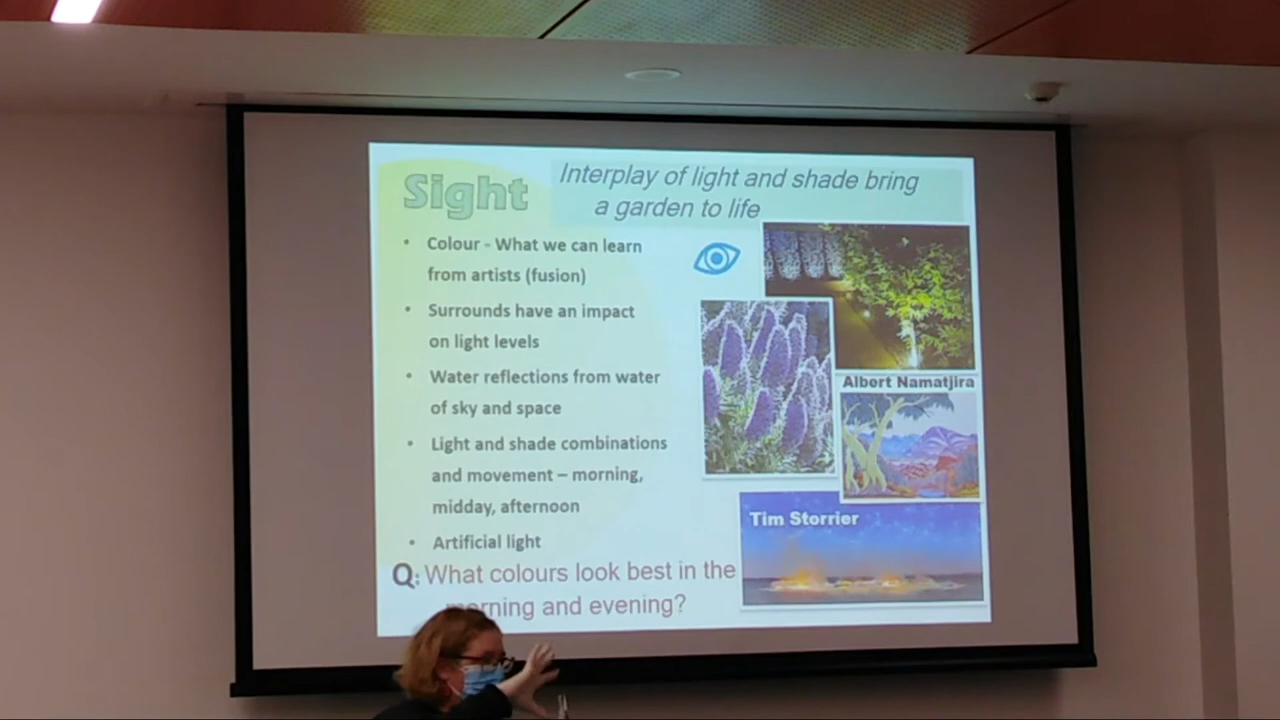 Sight
Interplay of light and shade bring
a garden to life
• Colour - What we can learn
from artists (fusion)
• Surrounds have an impact
on light levels
• Water reflections from water
of sky and space
• Light and shade combinations
and movement – morning,
midday, afternoon
• Artificial light
Q: What colours look best in the
morning and evening?
Albert Namatjira
Tim Storrier